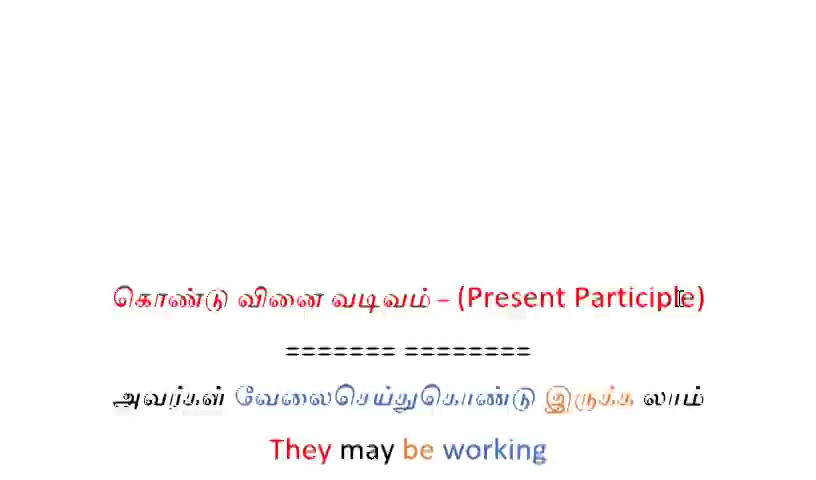 கொண்டு வினை வடிவம் – (Present Participle)
======= ========
அவர்கள் வேலைசெய்துகொண்டு இருக்க லாம்
They may be working